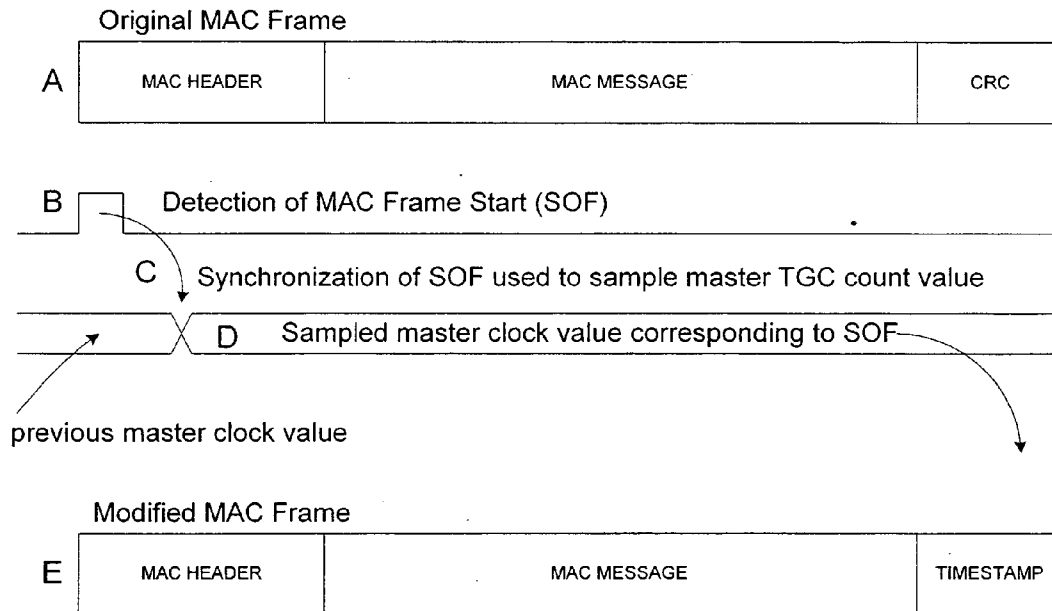 Original MAC Frame
A MAC HEADER MAC MESSAGE CRC
B Detection of MAC Frame Start (SOF)
C Synchronization of SOF used to sample master TGC count value
D Sampled master clock value corresponding to SOF
previous master clock value
Modified MAC Frame
E MAC HEADER MAC MESSAGE TIMESTAMP